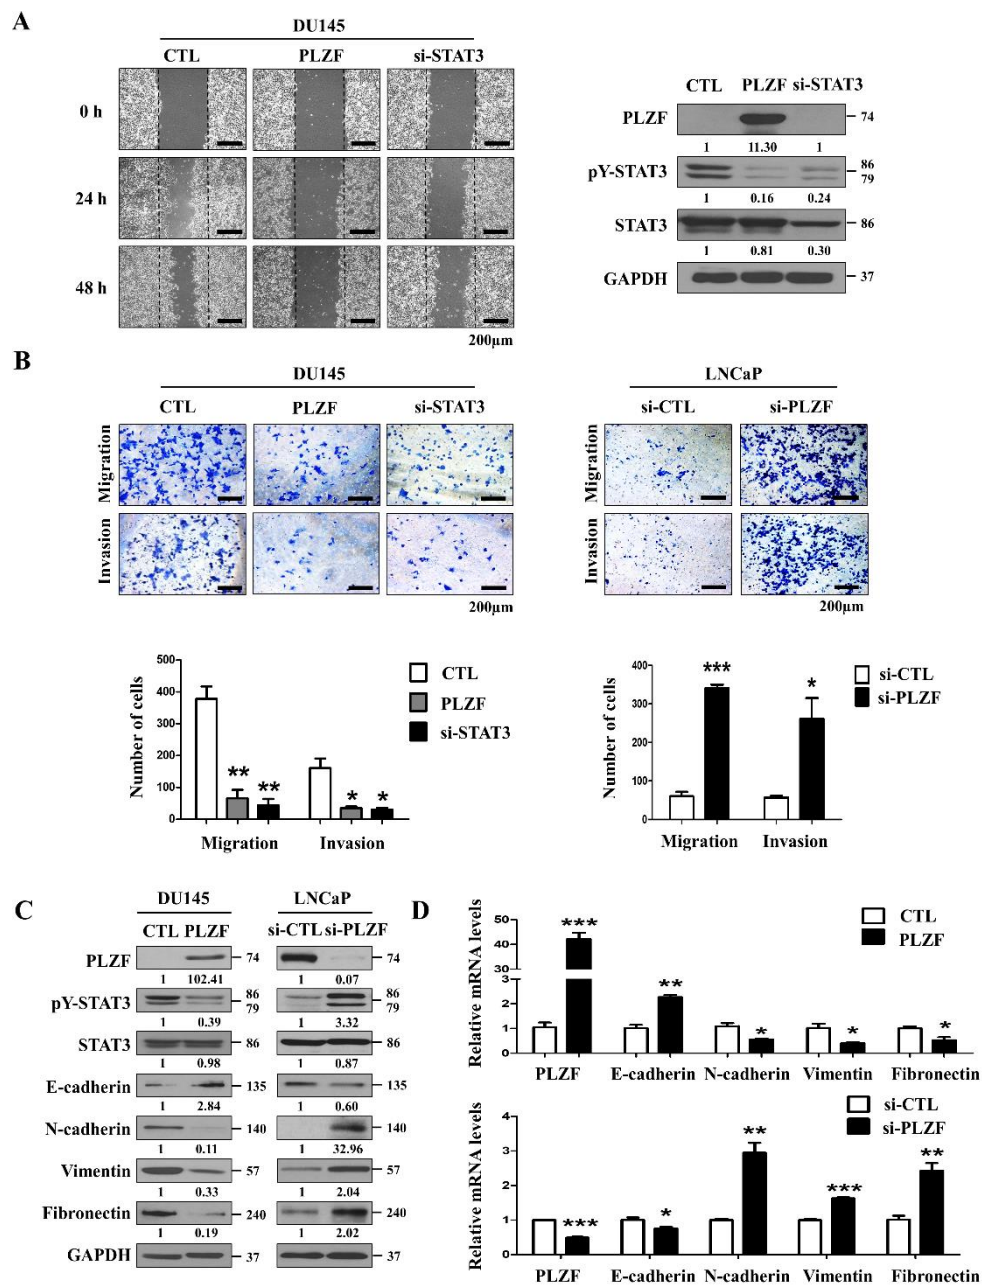 A
DU145
CTL PLZF si-STAT3
0 h
24 h
48 h
200µm
CTL PLZF si-STAT3
PLZF 74
1 11.30 1
pY-STAT3 86
79
1 0.16 0.24
STAT3 86
1 0.81 0.30
GAPDH 37
B
DU145
CTL PLZF si-STAT3
Migration
Invasion
200µm
LNCaP
si-CTL si-PLZF
Migration
Invasion
200µm
Number of cells
500
400
300
200
100
0
** ** * *
Migration Invasion
CTL
PLZF
si-STAT3
Number of cells
400
300
200
100
0
*** *
Migration Invasion
si-CTL
si-PLZF
C
DU145 LNCaP
CTL PLZF si-CTL si-PLZF
PLZF 74 74
1 102.41 1 0.07
pY-STAT3 86 86
79 79
1 0.39 1 3.32
STAT3 86 86
1 0.98 1 0.87
E-cadherin 135 135
1 2.84 1 0.60
N-cadherin 140 140
1 0.11 1 32.96
Vimentin 57 57
1 0.33 1 2.04
Fibronectin 240 240
1 0.19 1 2.02
GAPDH 37 37
D
Relative mRNA levels
50
40
30
3
2
1
0
*** ** * * *
PLZF E-cadherin N-cadherin Vimentin Fibronectin
CTL
PLZF
Relative mRNA levels
4
3
2
1
0
*** * ** *** **
PLZF E-cadherin N-cadherin Vimentin Fibronectin
si-CTL
si-PLZF